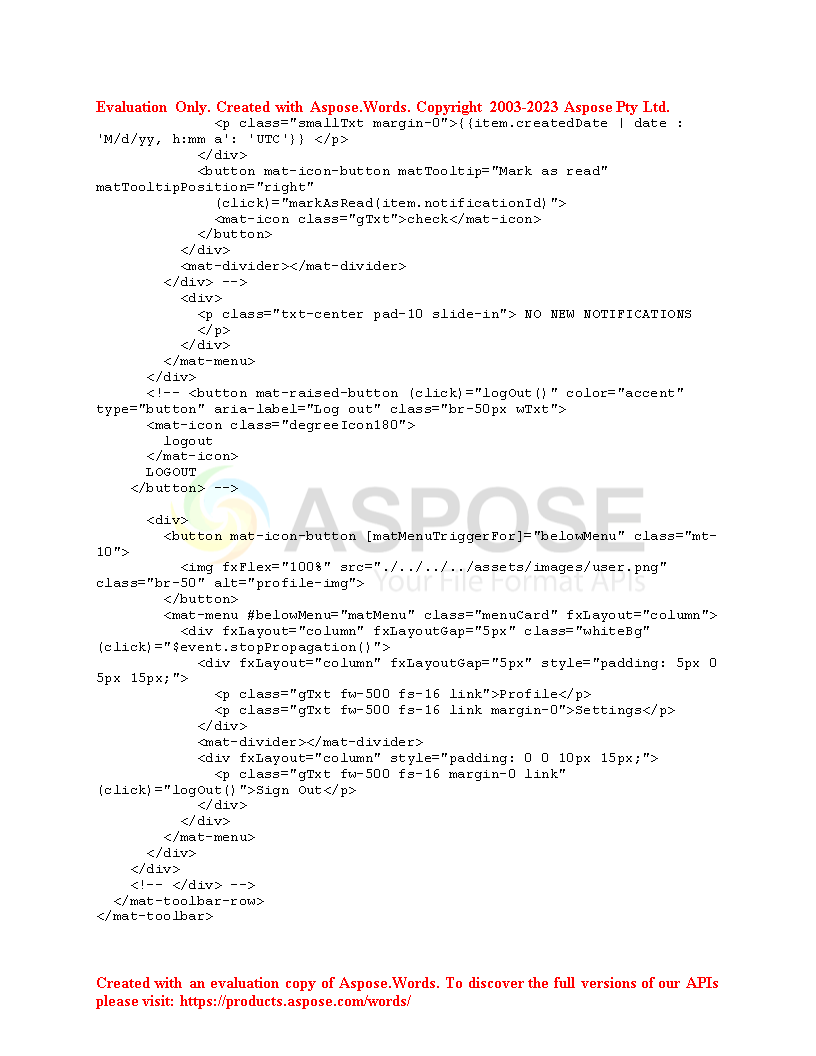 Evaluation Only. Created with Aspose.Words. Copyright 2003-2023 Aspose Pty Ltd.
              <p class="smallTxt margin-0">{{item.createdDate | date :
'M/d/yy, h:mm a': 'UTC'}} </p>
            </div>
            <button mat-icon-button matTooltip="Mark as read"
matTooltipPosition="right"
              (click)="markAsRead(item.notificationId)">
              <mat-icon class="gTxt">check</mat-icon>
            </button>
          </div>
          <mat-divider></mat-divider>
        </div> -->
          <div>
            <p class="txt-center pad-10 slide-in"> NO NEW NOTIFICATIONS
            </p>
          </div>
        </mat-menu>
      </div>
      <!-- <button mat-raised-button (click)="logOut()" color="accent"
type="button" aria-label="Log out" class="br-50px wTxt">
      <mat-icon class="degreeIcon180">
        logout
      </mat-icon>
      LOGOUT
    </button> -->
ASPOSE
      <div>
        <button mat-icon-button [matMenuTriggerFor]="belowMenu" class="mt-
10">
          <img fxFlex="100%" src="./../../../assets/images/user.png"
class="br-50" alt="profile-img">
Your File Format APIs
        </button>
        <mat-menu #belowMenu="matMenu" class="menuCard" fxLayout="column">
          <div fxLayout="column" fxLayoutGap="5px" class="whiteBg"
(click)="$event.stopPropagation()">
            <div fxLayout="column" fxLayoutGap="5px" style="padding: 5px 0
5px 15px;">
              <p class="gTxt fw-500 fs-16 link">Profile</p>
              <p class="gTxt fw-500 fs-16 link margin-0">Settings</p>
            </div>
            <mat-divider></mat-divider>
            <div fxLayout="column" style="padding: 0 0 10px 15px;">
              <p class="gTxt fw-500 fs-16 margin-0 link"
(click)="logOut()">Sign Out</p>
            </div>
          </div>
        </mat-menu>
      </div>
    </div>
    <!-- </div> -->
  </mat-toolbar-row>
</mat-toolbar>
Created with an evaluation copy of Aspose.Words. To discover the full versions of our APIs
please visit: https://products.aspose.com/words/